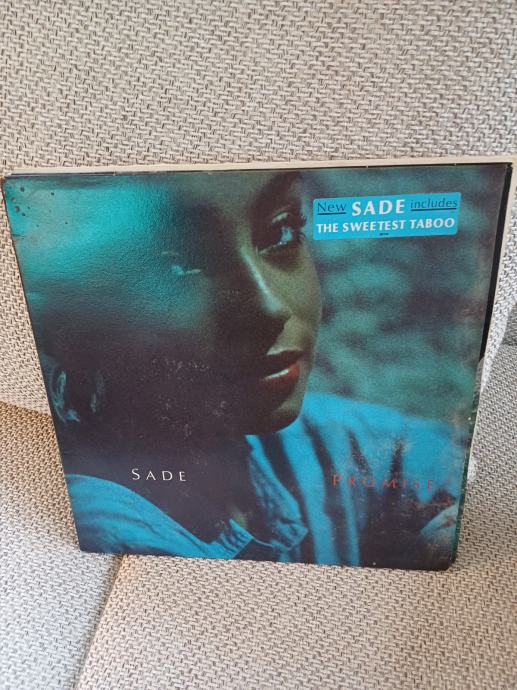 New SADE includes
THE SWEETEST TABOO
SADE
PROMISE